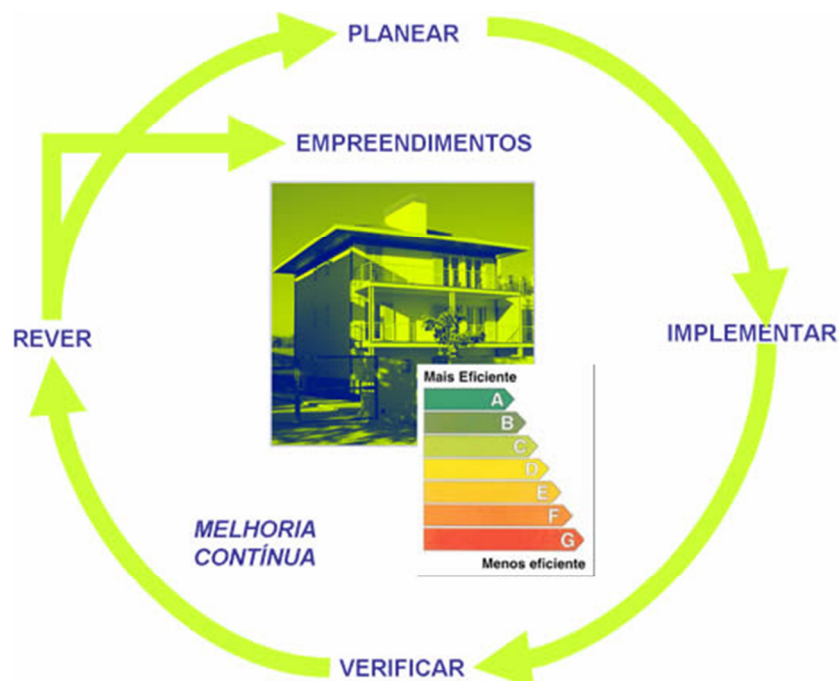 PLANEAR
EMPREENDIMENTOS
REVER
IMPLEMENTAR
Mais Eficiente
A
B
C
D
E
F
G
Menos eficiente
MELHORIA
CONTÍNUA
VERIFICAR